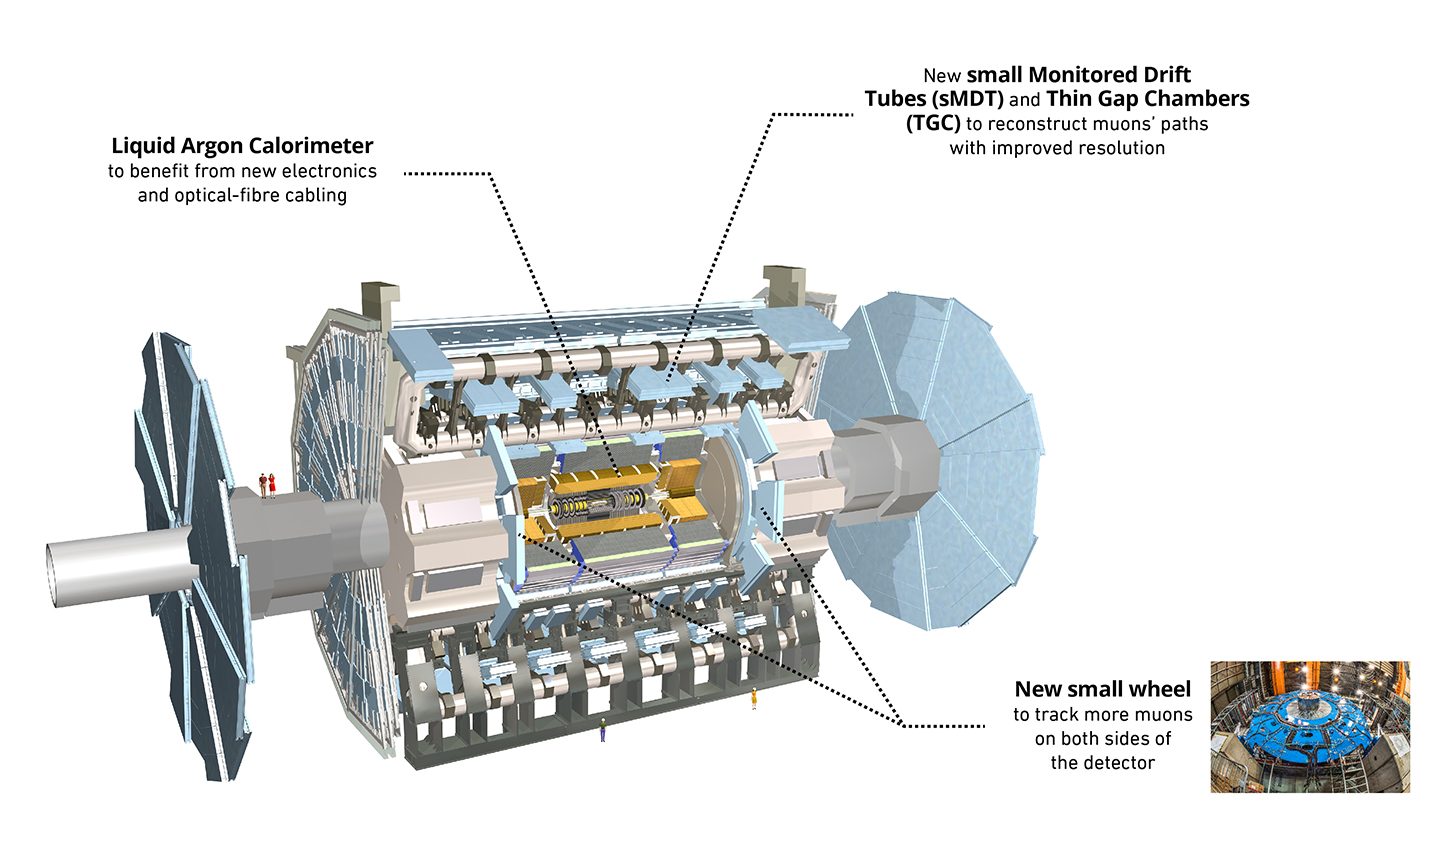 New small Monitored Drift
Tubes (sMDT) and Thin Gap Chambers
(TGC) to reconstruct muons’ paths
with improved resolution
Liquid Argon Calorimeter
to benefit from new electronics
and optical-fibre cabling
New small wheel
to track more muons
on both sides of
the detector